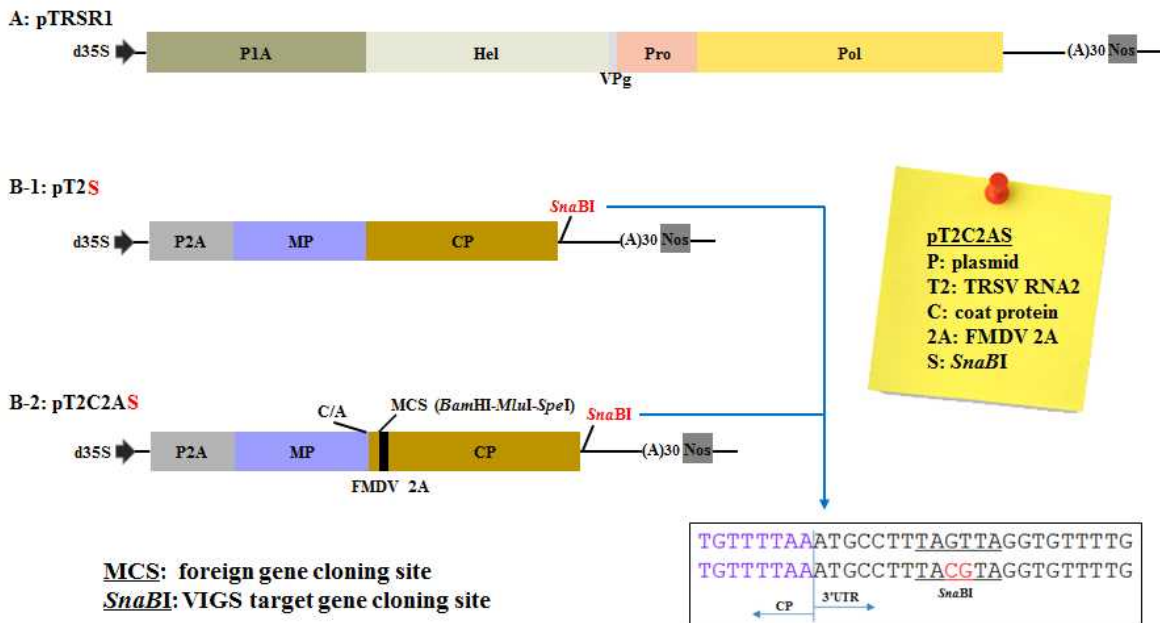 A: pTRSR1
d35S P1A Hel VPg Pro Pol (A)30 Nos
B-1: pT2S
SnaBI
d35S P2A MP CP (A)30 Nos
pT2C2AS
P: plasmid
T2: TRSV RNA2
C: coat protein
2A: FMDV 2A
S: SnaBI
B-2: pT2C2AS
C/A MCS (BamHI-MluI-SpeI) SnaBI
d35S P2A MP CP (A)30 Nos
FMDV 2A
TGTTTTAAATGCCTTTAGTTAGGTGTTTTG
TGTTTTAAATGCCTTTACGTAGGTGTTTTG
SnaBI
CP 3'UTR
MCS: foreign gene cloning site
SnaBI: VIGS target gene cloning site